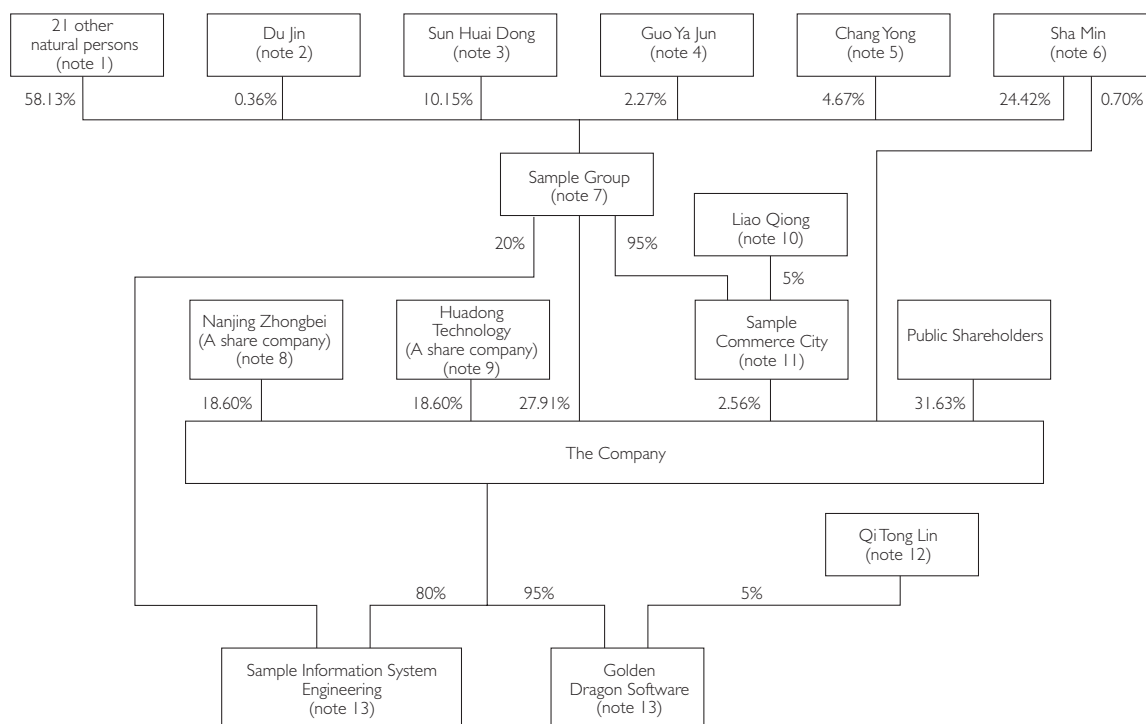 21 other
natural persons
(note 1)
Du Jin
(note 2)
Sun Huai Dong
(note 3)
Guo Ya Jun
(note 4)
Chang Yong
(note 5)
Sha Min
(note 6)
58.13%
0.36%
10.15%
2.27%
4.67%
24.42%
0.70%
Sample Group
(note 7)
Liao Qiong
(note 10)
20%
95%
5%
Nanjing Zhongbei
(A share company)
(note 8)
Huadong
Technology
(A share company)
(note 9)
Sample
Commerce City
(note 11)
Public Shareholders
18.60%
18.60%
27.91%
2.56%
31.63%
The Company
Qi Tong Lin
(note 12)
80%
95%
5%
Sample Information System
Engineering
(note 13)
Golden
Dragon Software
(note 13)